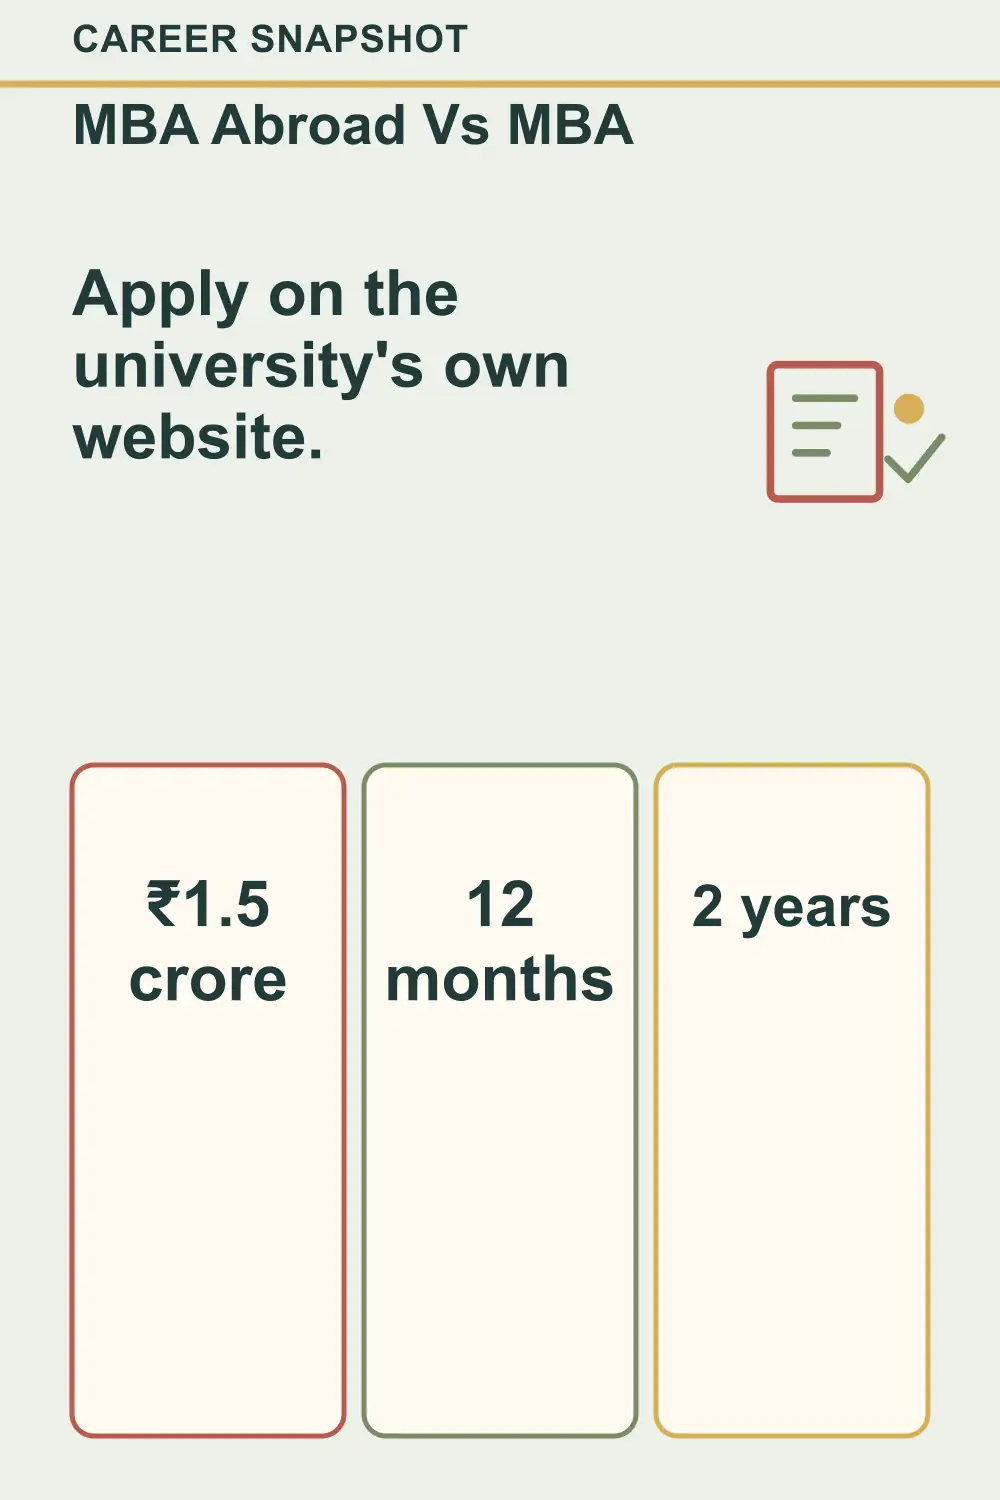 CAREER SNAPSHOT
MBA Abroad Vs MBA
Apply on the
university's own
website.
₹1.5
crore
12
months
2 years